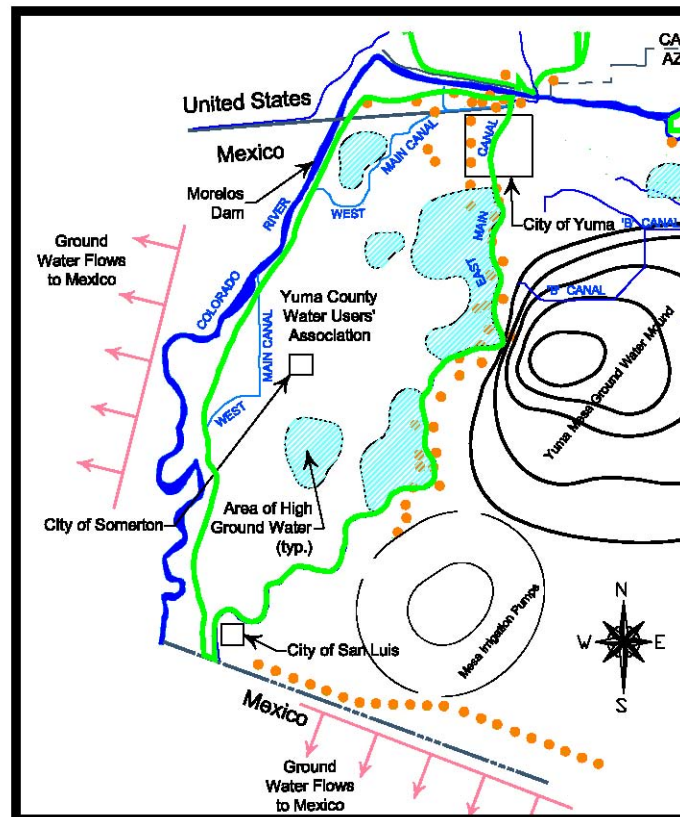 CA
AZ
United States
Mexico
MAIN CANAL
CANAL
Morelos
Dam
WEST
RIVER
City of Yuma
'B' CANAL
MAIN
EAST
Ground
Water Flows
to Mexico
COLORADO
'B' CANAL
Yuma County
Water Users'
Association
MAIN CANAL
Yuma Mesa Ground Water Mound
WEST
City of Somerton
Area of High
Ground Water
(typ.)
Mesa Irrigation Pumps
N
W
E
S
City of San Luis
Mexico
Ground
Water Flows
to Mexico